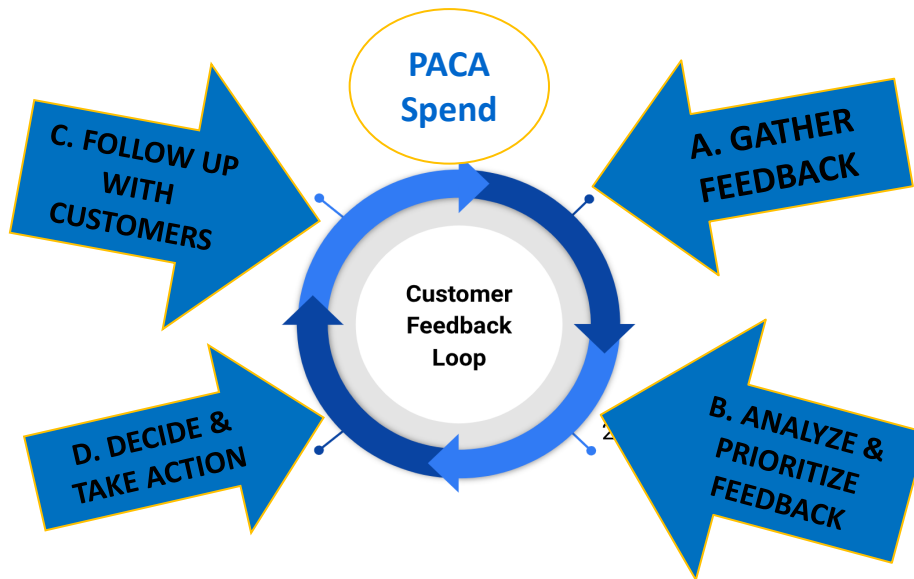 PACA
Spend
A. GATHER
FEEDBACK
C. FOLLOW UP
WITH
CUSTOMERS
Customer
Feedback
Loop
B. ANALYZE &
PRIORITIZE
FEEDBACK
D. DECIDE &
TAKE ACTION